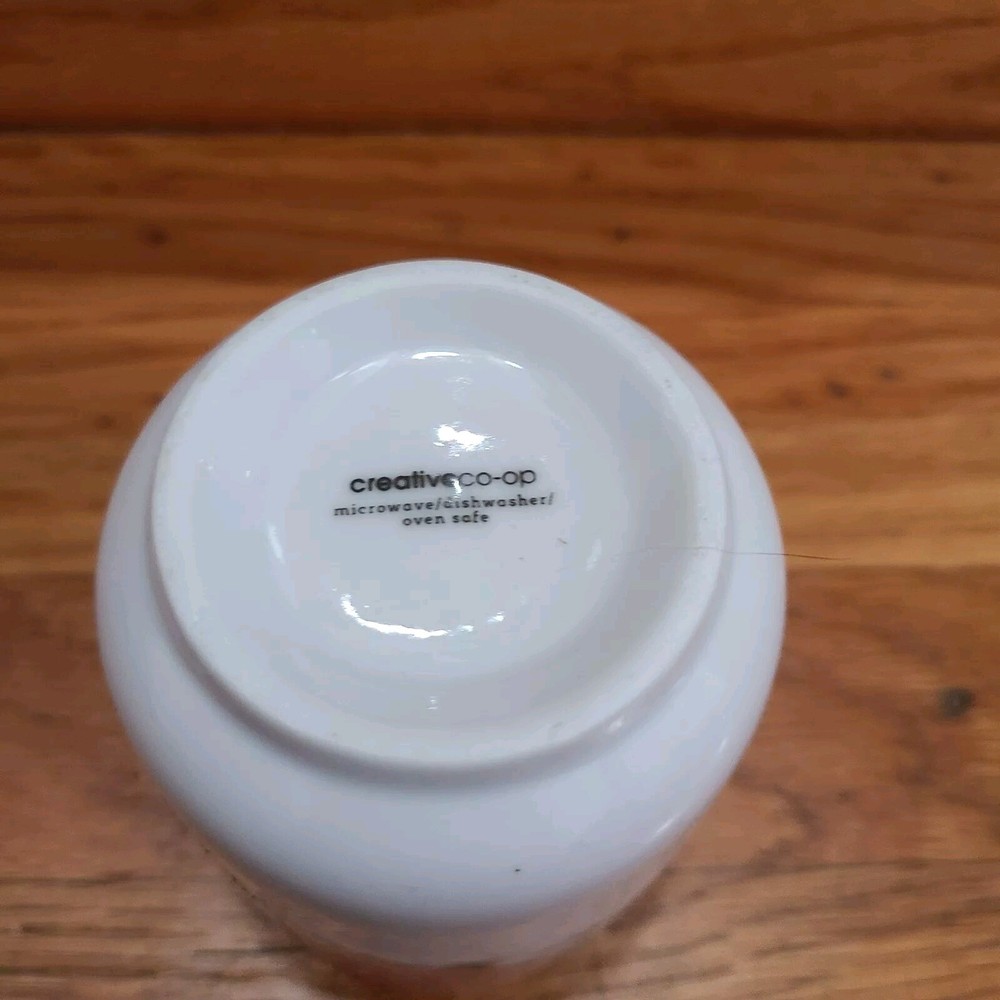 creativeco-op
microwave/dishwasher/
oven safe